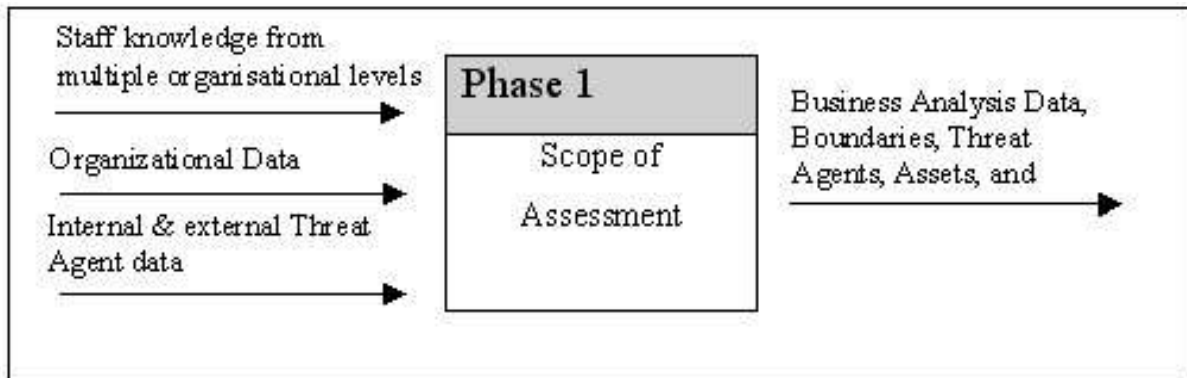 Staff knowledge from
multiple organisational levels
Organizational Data
Internal & external Threat
Agent data
Phase 1
Scope of
Assessment
Business Analysis Data,
Boundaries, Threat
Agents, Assets, and